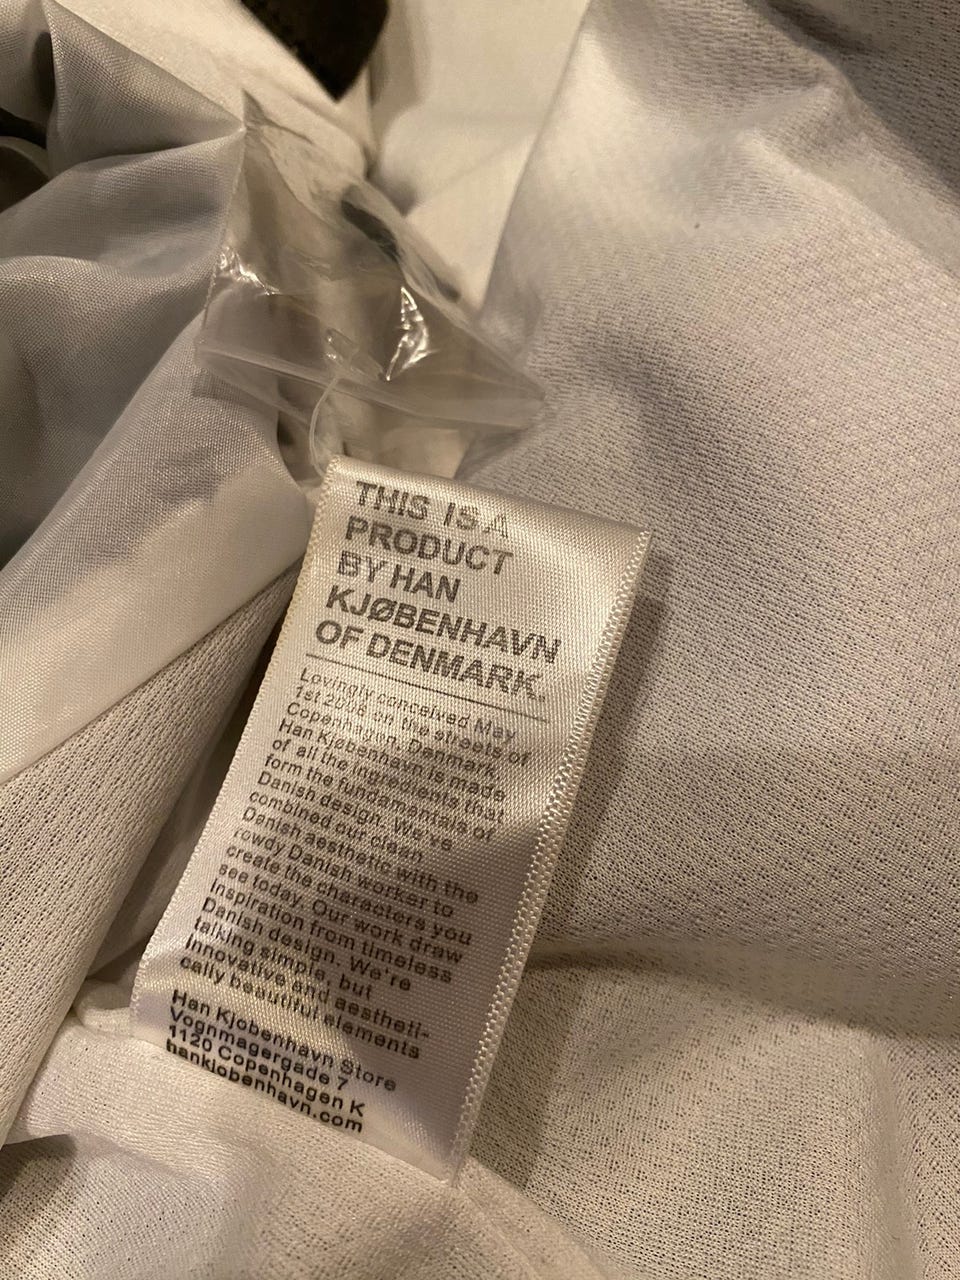 THIS IS A
PRODUCT
BY HAN
KJØBENHAVN
OF DENMARK.
Lovingly conceived May
1st 2008 on the streets of
Copenhagen, Denmark,
Han Kjøbenhavn is made
of all the ingredients that
form the fundamentals of
Danish design. We've
combined our clean
Danish aesthetic with the
rowdy Danish worker to
create the characters you
see today. Our work draw
inspiration from timeless
Danish design. We're
talking simple, but
innovative and aestheti-
cally beautiful elements
Han Kjobenhavn Store
Vognmagergade 7
1120 Copenhagen K
hankjobenhavn.com